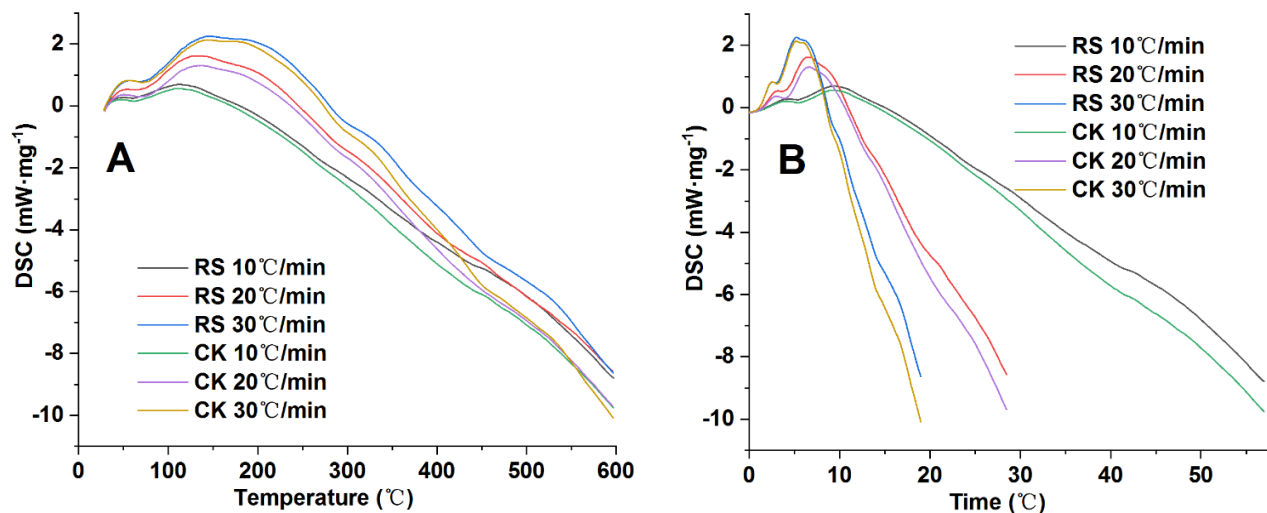 A
DSC (mW·mg⁻¹)
2
0
-2
-4
-6
-8
-10
RS 10℃/min
RS 20℃/min
RS 30℃/min
CK 10℃/min
CK 20℃/min
CK 30℃/min
0 100 200 300 400 500 600
Temperature (℃)
B
DSC (mW·mg⁻¹)
2
0
-2
-4
-6
-8
-10
RS 10℃/min
RS 20℃/min
RS 30℃/min
CK 10℃/min
CK 20℃/min
CK 30℃/min
0 10 20 30 40 50
Time (℃)